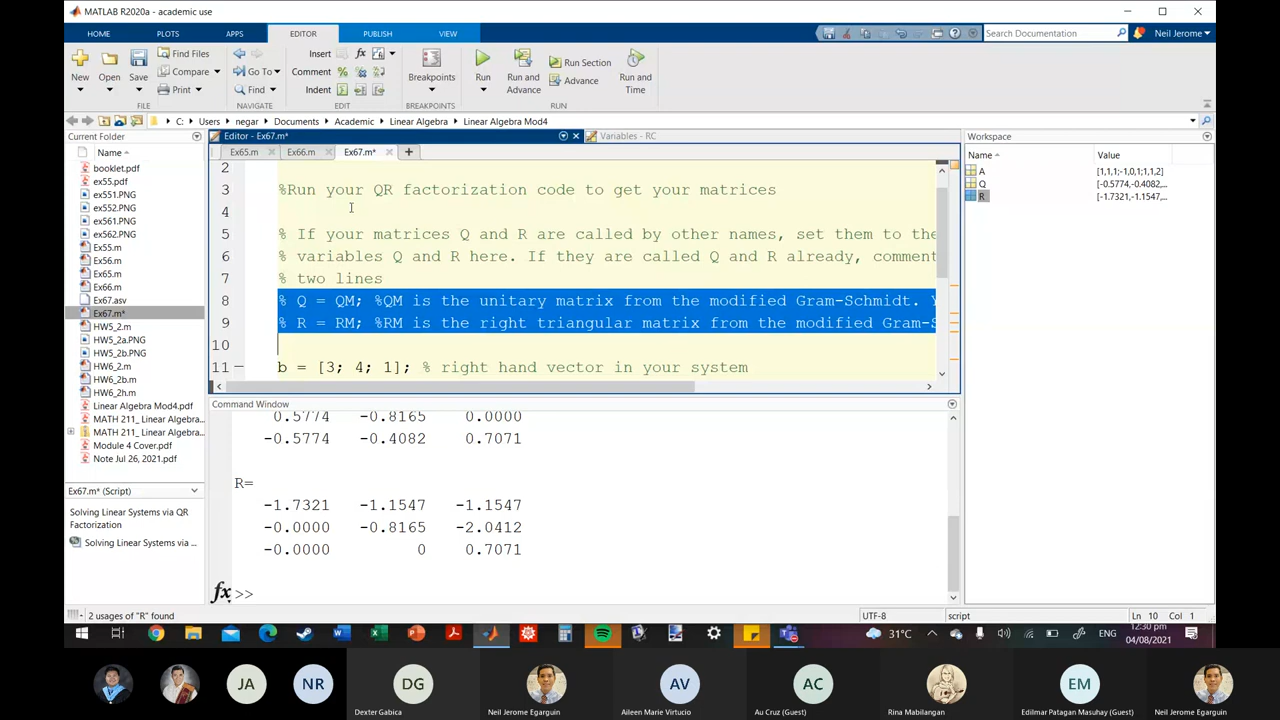 MATLAB R2020a - academic use
HOME PLOTS APPS EDITOR PUBLISH VIEW
Search Documentation
Neil Jerome
New Open Save
Find Files
Compare
Print
FILE
Go To
Find
NAVIGATE
Insert
Comment
Indent
EDIT
Breakpoints
BREAKPOINTS
Run
Run and Advance
Run Section
Advance
Run and Time
RUN
C: Users negar Documents Academic Linear Algebra Linear Algebra Mod4
Current Folder
Name
booklet.pdf
ex55.pdf
ex551.PNG
ex552.PNG
ex561.PNG
ex562.PNG
Ex55.m
Ex56.m
Ex65.m
Ex66.m
Ex67.asv
Ex67.m*
HW5_2.m
HW5_2a.PNG
HW5_2b.PNG
HW6_2.m
HW6_2b.m
HW6_2h.m
Linear Algebra Mod4.pdf
MATH 211_ Linear Algebra...
MATH 211_ Linear Algebra...
Module 4 Cover.pdf
Note Jul 26, 2021.pdf
Ex67.m* (Script)
Solving Linear Systems via QR
Factorization
Solving Linear Systems via ...
Editor - Ex67.m*
Variables - RC
Ex65.m Ex66.m Ex67.m* +
2
3 %Run your QR factorization code to get your matrices
4
5 % If your matrices Q and R are called by other names, set them to the
6 % variables Q and R here. If they are called Q and R already, comment
7 % two lines
8 % Q = QM; %QM is the unitary matrix from the modified Gram-Schmidt.
9 % R = RM; %RM is the right triangular matrix from the modified Gram-S
10
11 b = [3; 4; 1]; % right hand vector in your system
Command Window
0.5774 -0.8165 0.0000
-0.5774 -0.4082 0.7071
R=
-1.7321 -1.1547 -1.1547
-0.0000 -0.8165 -2.0412
-0.0000 0 0.7071
fx >>
Workspace
Name Value
A [1,1,1;-1,0,1;1,1,2]
Q [-0.5774,-0.4082,...
R [-1.7321,-1.1547,...
2 usages of "R" found
UTF-8
script
Ln 10 Col 1
31°C
ENG
12:30 pm
04/08/2021
JA NR DG AV AC EM
Dexter Gabica
Neil Jerome Egarguin
Aileen Marie Virtucio
Au Cruz (Guest)
Rina Mabilangan
Edilmar Patagan Masuhay (Guest)
Neil Jerome Egarguin